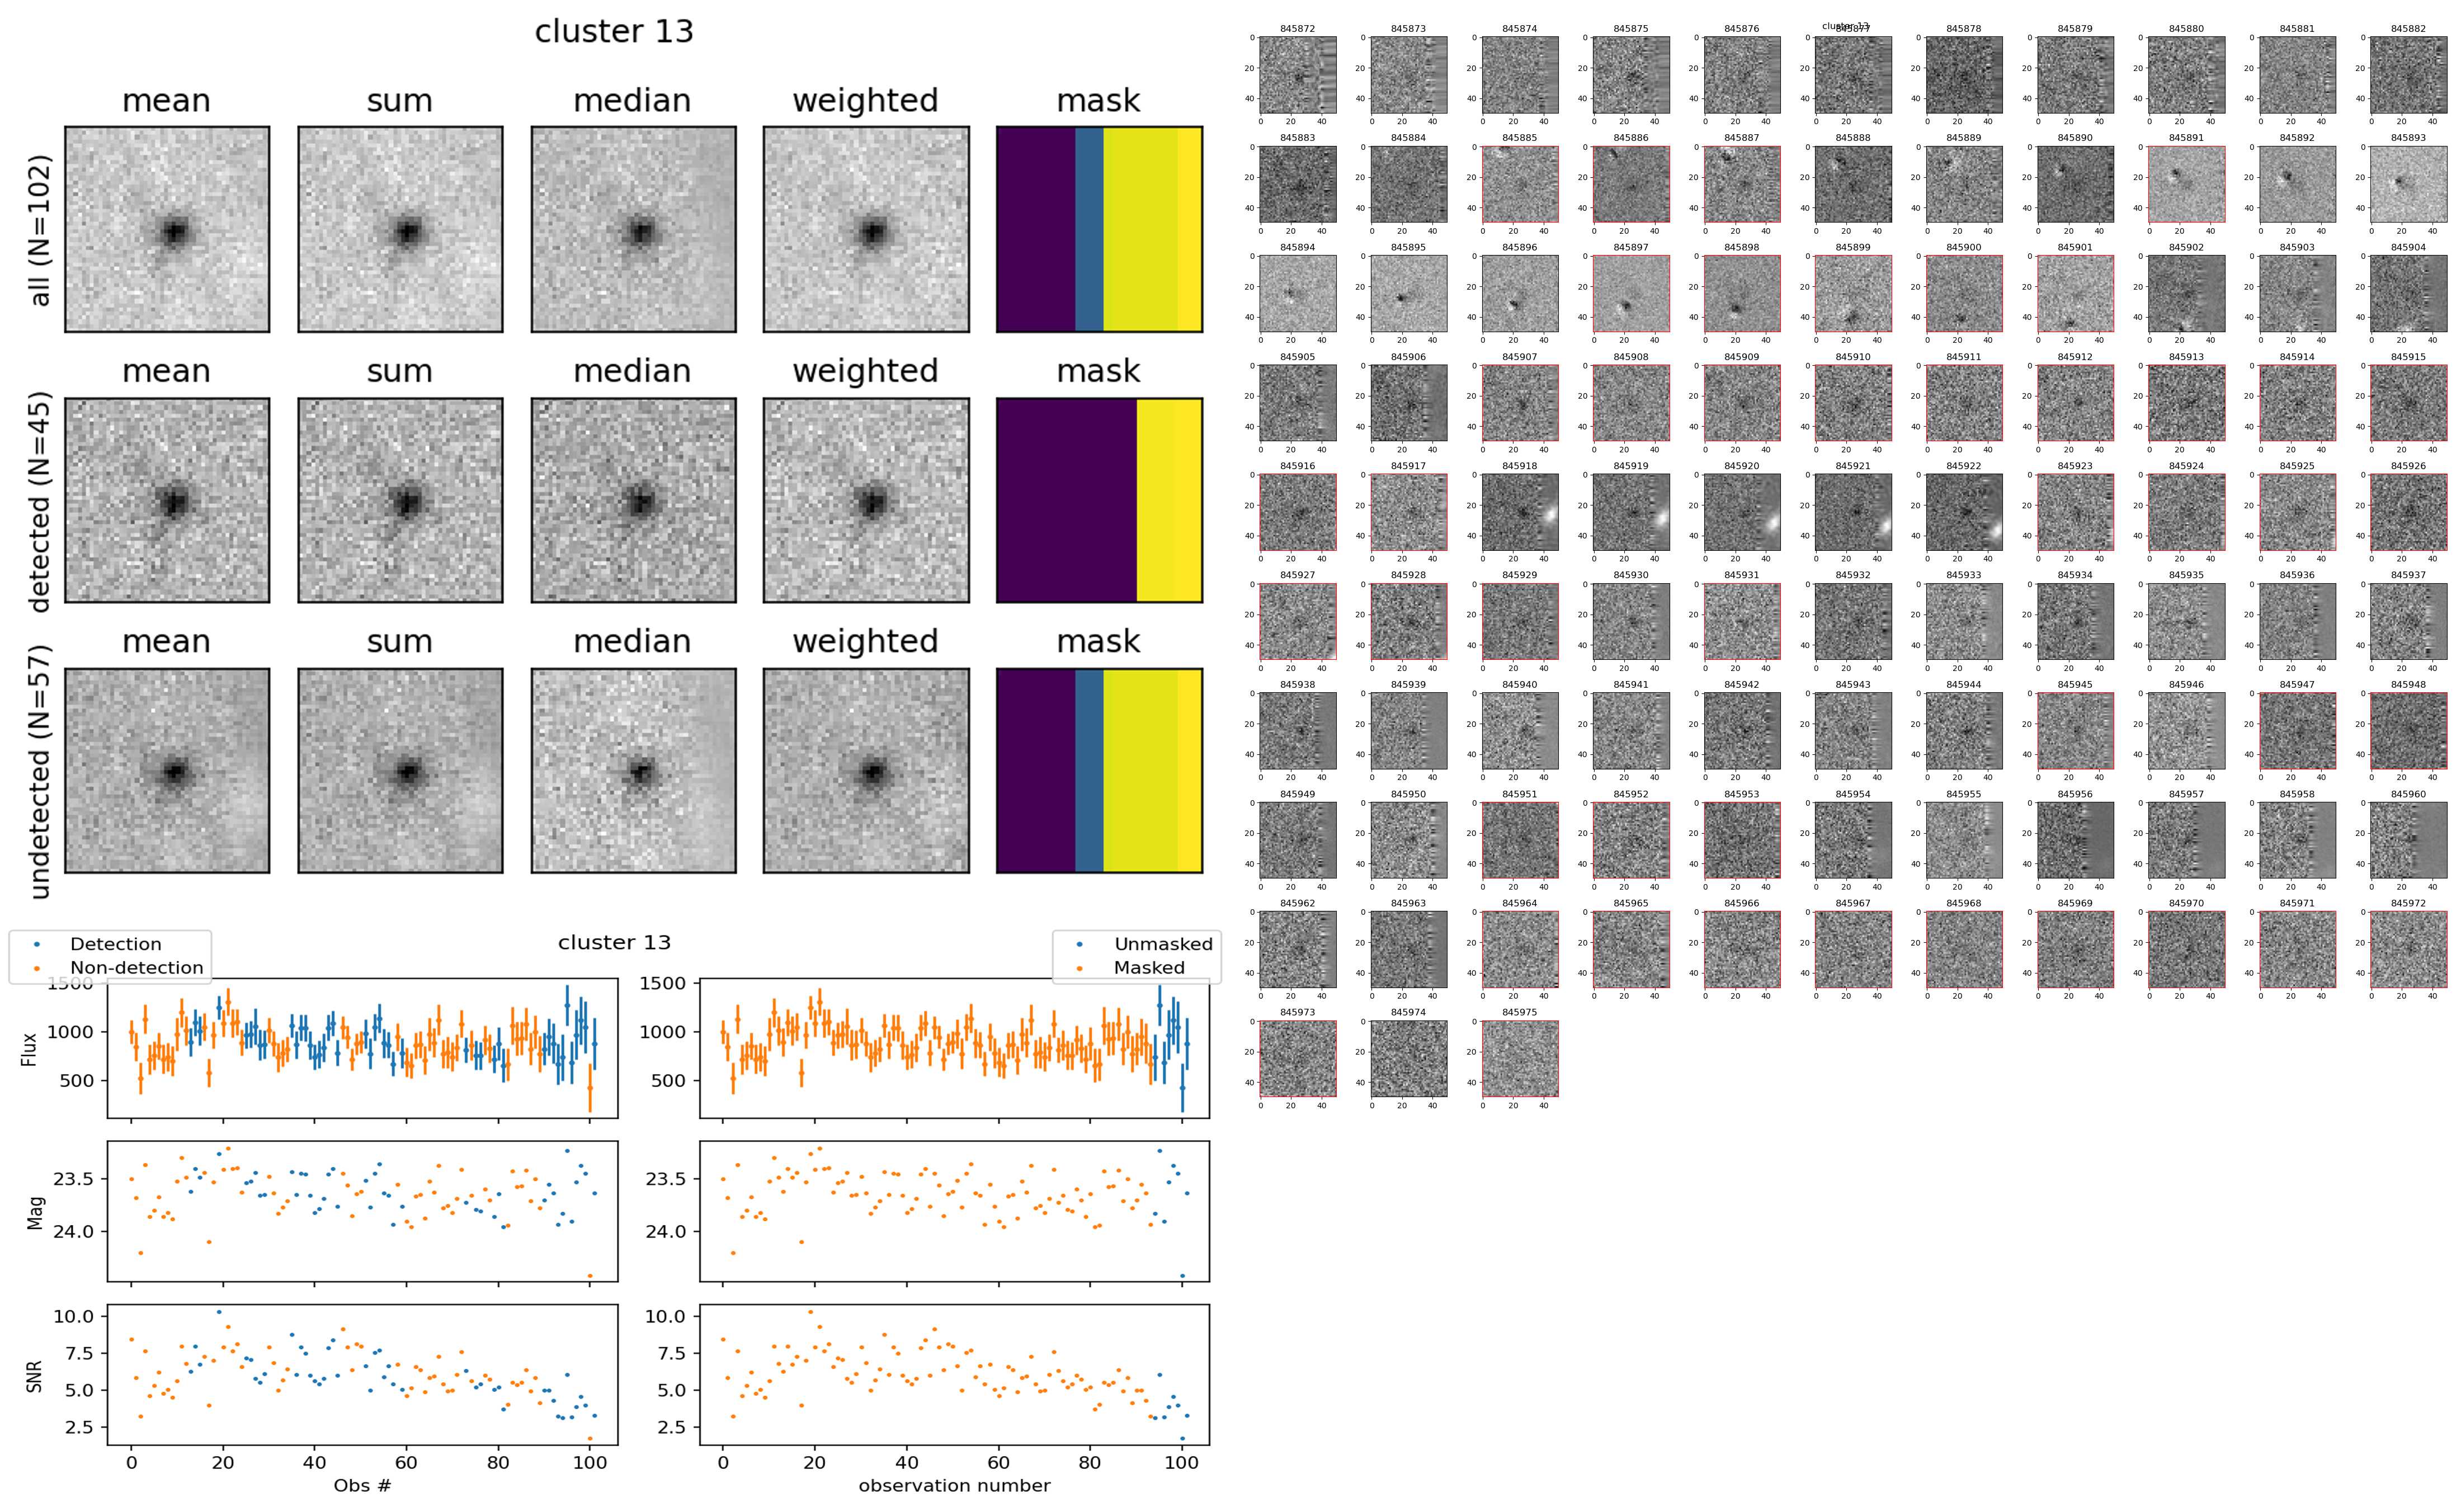 cluster 13
mean sum median weighted mask
all (N=102)
mean sum median weighted mask
detected (N=45)
mean sum median weighted mask
undetected (N=57)
Detection
Non-detection
cluster 13
Unmasked
Masked
1500
1000
500
Flux
1500
1000
500
23.5
24.0
Mag
23.5
24.0
10.0
7.5
5.0
2.5
SNR
10.0
7.5
5.0
2.5
0 20 40 60 80 100
Obs #
0 20 40 60 80 100
observation number
cluster 13
845872 845873 845874 845875 845876 845877 845878 845879 845880 845881 845882
845883 845884 845885 845886 845887 845888 845889 845890 845891 845892 845893
845894 845895 845896 845897 845898 845899 845900 845901 845902 845903 845904
845905 845906 845907 845908 845909 845910 845911 845912 845913 845914 845915
845916 845917 845918 845919 845920 845921 845922 845923 845924 845925 845926
845927 845928 845929 845930 845931 845932 845933 845934 845935 845936 845937
845938 845939 845940 845941 845942 845943 845944 845945 845946 845947 845948
845949 845950 845951 845952 845953 845954 845955 845956 845957 845958 845960
845962 845963 845964 845965 845966 845967 845968 845969 845970 845971 845972
845973 845974 845975
0 20 40
0 20 40